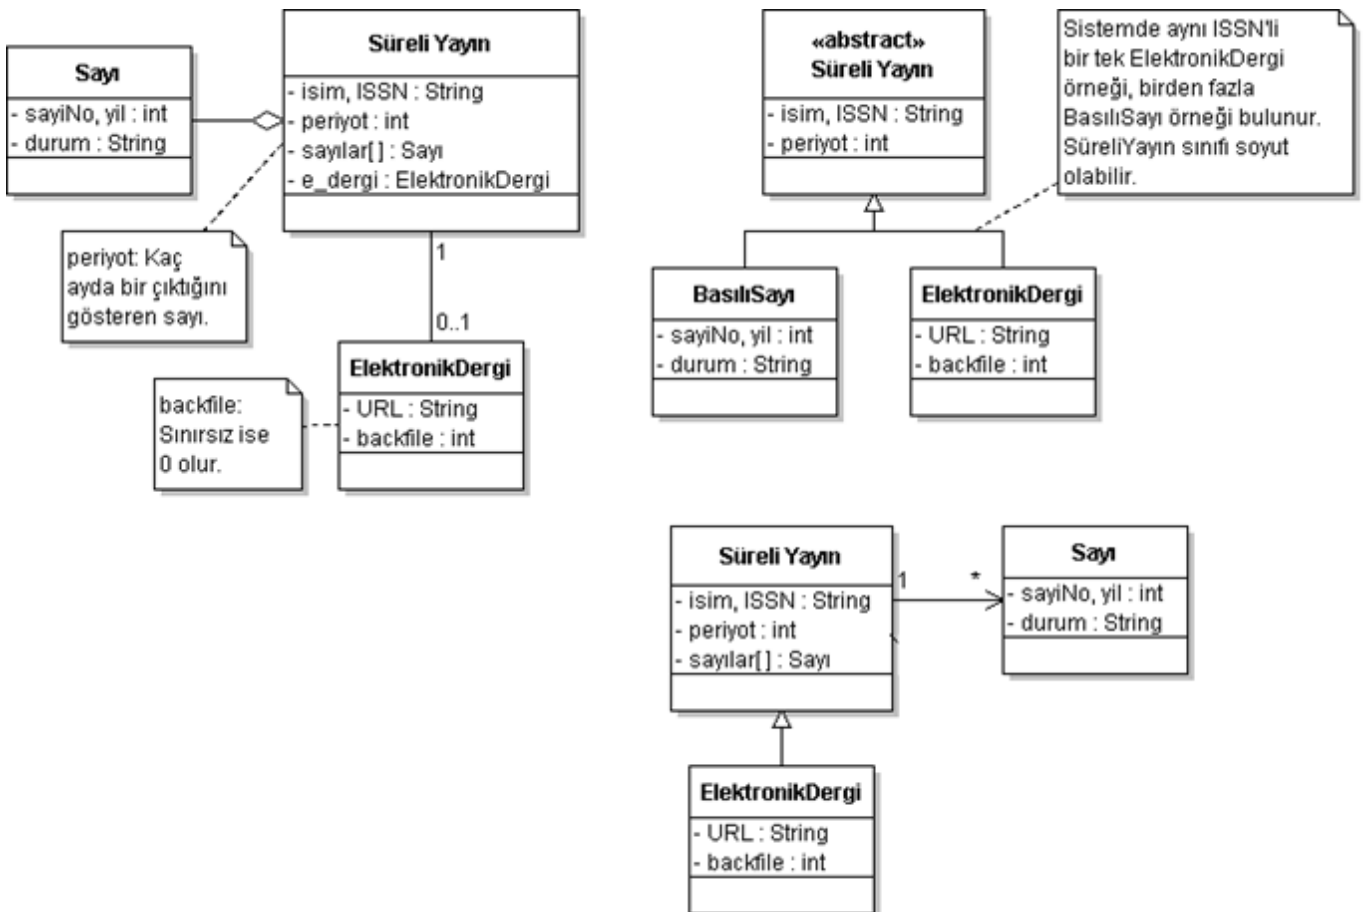 Sayı
- sayiNo, yil : int
- durum : String
Süreli Yayın
- isim, ISSN : String
- periyot : int
- sayılar[ ] : Sayı
- e_dergi : ElektronikDergi
periyot: Kaç
ayda bir çıktığını
gösteren sayı.
1
0..1
ElektronikDergi
- URL : String
- backfile : int
backfile:
Sınırsız ise
0 olur.
«abstract»
Süreli Yayın
- isim, ISSN : String
- periyot : int
Sistemde aynı ISSN'li
bir tek ElektronikDergi
örneği, birden fazla
BasılıSayı örneği bulunur.
SüreliYayın sınıfı soyut
olabilir.
BasılıSayı
- sayiNo, yil : int
- durum : String
ElektronikDergi
- URL : String
- backfile : int
Süreli Yayın
- isim, ISSN : String
- periyot : int
- sayılar[ ] : Sayı
1
*
Sayı
- sayiNo, yil : int
- durum : String
ElektronikDergi
- URL : String
- backfile : int